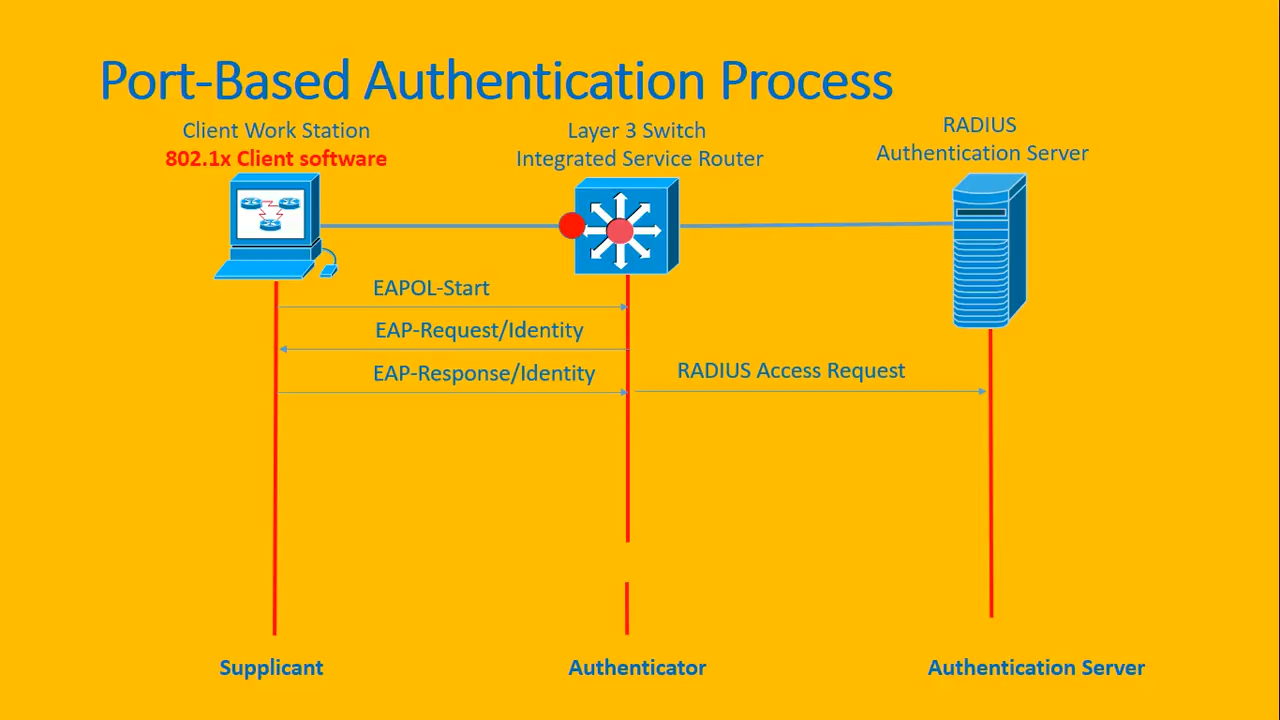 Port-Based Authentication Process
Client Work Station
802.1x Client software
Layer 3 Switch
Integrated Service Router
RADIUS
Authentication Server
EAPOL-Start
EAP-Request/Identity
EAP-Response/Identity
RADIUS Access Request
Supplicant
Authenticator
Authentication Server